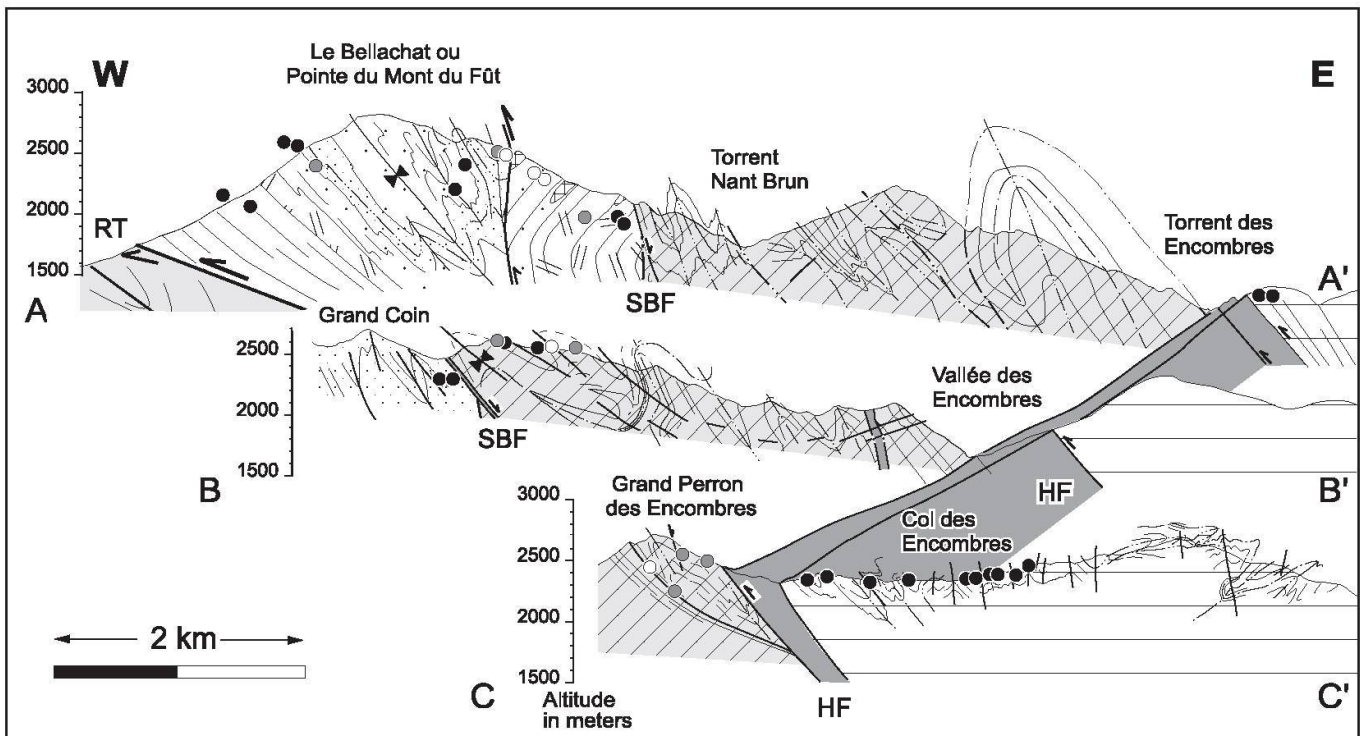 W
Le Bellachat ou
Pointe du Mont du Fût
E
3000
2500
2000
1500
RT
Torrent
Nant Brun
Torrent des
Encombres
A
SBF
A'
Grand Coin
2500
2000
1500
SBF
Vallée des
Encombres
B
HF
B'
Grand Perron
des Encombres
3000
2500
2000
1500
Col des
Encombres
2 km
C
Altitude
in meters
HF
C'